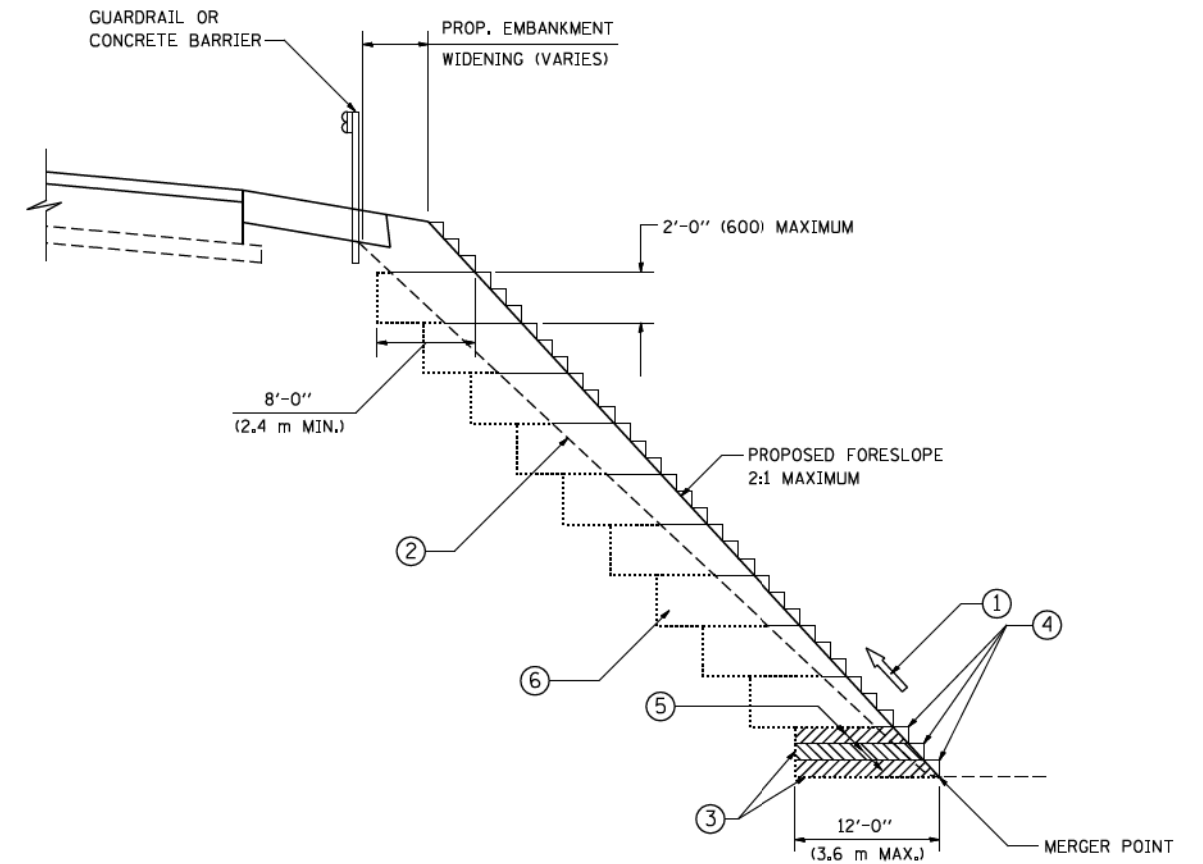 GUARDRAIL OR
CONCRETE BARRIER
PROP. EMBANKMENT
WIDENING (VARIES)
2'-0" (600) MAXIMUM
8'-0"
(2.4 m MIN.)
PROPOSED FORESLOPE
2:1 MAXIMUM
2
1
4
6
5
3
12'-0"
(3.6 m MAX.)
MERGER POINT